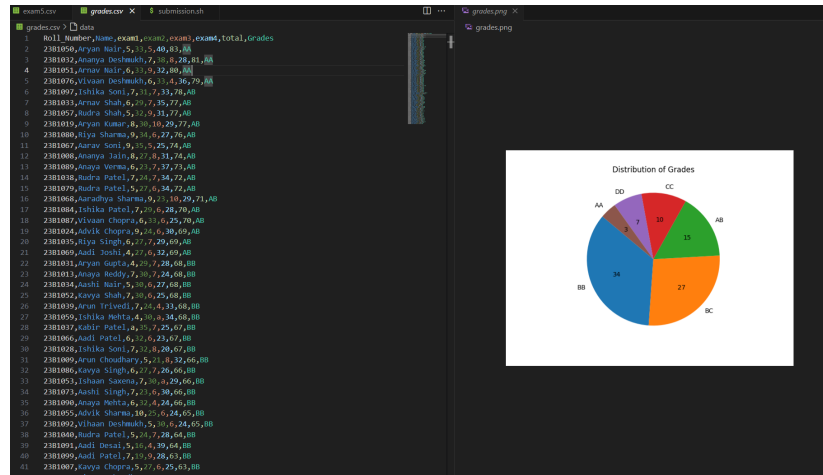 exam5.csv
grades.csv ×
$ submission.sh
grades.csv > data
1 Roll_Number,Name,exam1,exam2,exam3,exam4,total,Grades
2 23B1050,Aryan Nair,5,33,5,40,83,AA
3 23B1032,Ananya Deshmukh,7,38,8,28,81,AA
4 23B1051,Arnav Nair,6,33,9,32,80,AA
5 23B1076,Vivaan Deshmukh,6,33,4,36,79,AA
6 23B1097,Ishika Soni,7,31,7,33,78,AB
7 23B1033,Arnav Shah,6,29,7,35,77,AB
8 23B1057,Rudra Shah,5,32,9,31,77,AB
9 23B1019,Aryan Kumar,8,30,10,29,77,AB
10 23B1080,Riya Sharma,9,34,6,27,76,AB
11 23B1067,Aarav Soni,9,35,5,25,74,AB
12 23B1008,Ananya Jain,8,27,8,31,74,AB
13 23B1089,Anaya Verma,6,23,7,37,73,AB
14 23B1038,Rudra Patel,7,24,7,34,72,AB
15 23B1079,Rudra Patel,5,27,6,34,72,AB
16 23B1068,Aaradhya Sharma,9,23,10,29,71,AB
17 23B1084,Ishika Patel,7,29,6,28,70,AB
18 23B1087,Vivaan Chopra,6,33,6,25,70,AB
19 23B1024,Advik Chopra,9,24,6,30,69,AB
20 23B1035,Riya Singh,6,27,7,29,69,AB
21 23B1069,Aadi Joshi,4,27,6,32,69,AB
22 23B1031,Aryan Gupta,4,29,7,28,68,BB
23 23B1013,Anaya Reddy,7,30,7,24,68,BB
24 23B1034,Aashi Nair,5,30,6,27,68,BB
25 23B1052,Kavya Shah,7,30,6,25,68,BB
26 23B1039,Arun Trivedi,7,24,4,33,68,BB
27 23B1059,Ishika Mehta,4,30,a,34,68,BB
28 23B1037,Kabir Patel,a,35,7,25,67,BB
29 23B1066,Aadi Patel,6,32,6,23,67,BB
30 23B1028,Ishika Soni,7,32,8,20,67,BB
31 23B1009,Arun Choudhary,5,21,8,32,66,BB
32 23B1086,Kavya Singh,6,27,7,26,66,BB
33 23B1053,Ishaan Saxena,7,30,a,29,66,BB
34 23B1073,Aashi Singh,7,23,6,30,66,BB
35 23B1090,Anaya Mehta,6,32,4,24,66,BB
36 23B1055,Advik Sharma,10,25,6,24,65,BB
37 23B1092,Vihaan Deshmukh,5,30,6,24,65,BB
38 23B1040,Rudra Patel,5,24,7,28,64,BB
39 23B1091,Aadi Desai,5,16,4,39,64,BB
40 23B1099,Aadi Patel,7,19,9,28,63,BB
41 23B1007,Kavya Chopra,5,27,6,25,63,BB
grades.png ×
grades.png
Distribution of Grades
CC
DD
AA
AB
10
7
3
15
BB
34
27
BC